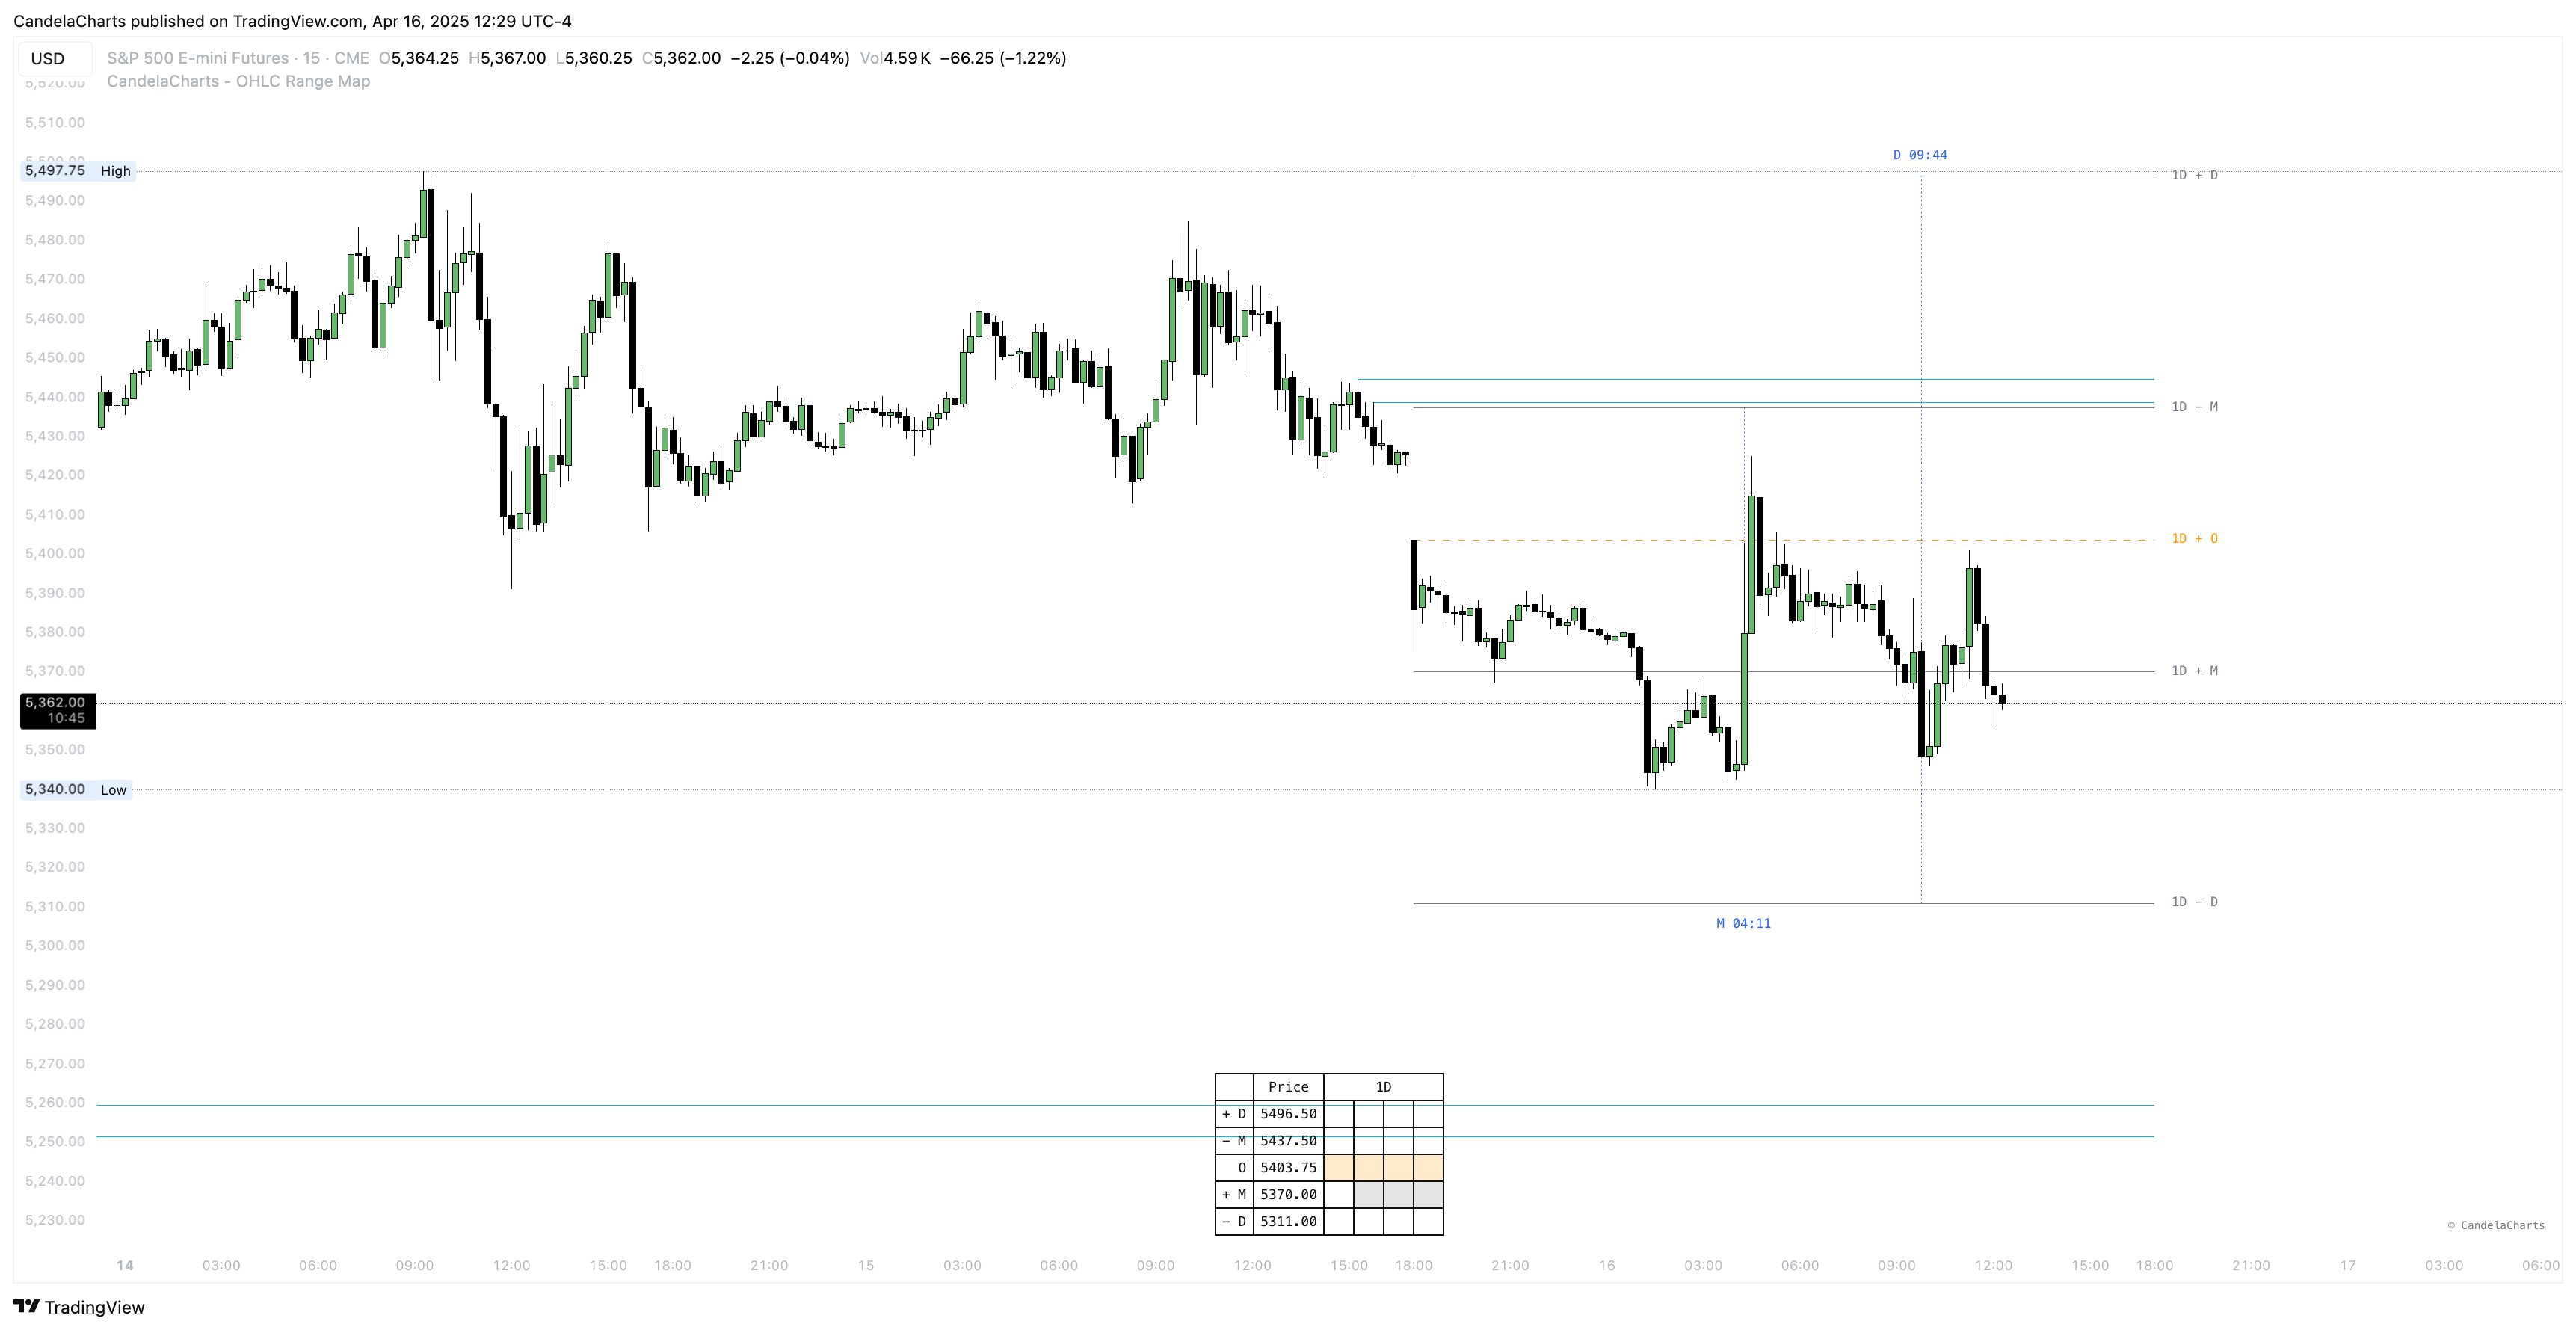 CandelaCharts published on TradingView.com, Apr 16, 2025 12:29 UTC-4
USD
S&P 500 E-mini Futures · 15 · CME O5,364.25 H5,367.00 L5,360.25 C5,362.00 −2.25 (−0.04%) Vol4.59 K −66.25 (−1.22%)
CandelaCharts - OHLC Range Map
5,520.00
5,510.00
5,500.00
5,497.75 High
5,490.00
5,480.00
5,470.00
5,460.00
5,450.00
5,440.00
5,430.00
5,420.00
5,410.00
5,400.00
5,390.00
5,380.00
5,370.00
5,362.00
10:45
5,350.00
5,340.00 Low
5,330.00
5,320.00
5,310.00
5,300.00
5,290.00
5,280.00
5,270.00
5,260.00
5,250.00
5,240.00
5,230.00
D 09:44
1D + D
1D − M
1D + O
1D + M
1D − D
M 04:11
Price 1D
+ D 5496.50
− M 5437.50
O 5403.75
+ M 5370.00
− D 5311.00
© CandelaCharts
14 03:00 06:00 09:00 12:00 15:00 18:00 21:00 15 03:00 06:00 09:00 12:00 15:00 18:00 21:00 16 03:00 06:00 09:00 12:00 15:00 18:00 21:00 17 03:00 06:00
TradingView